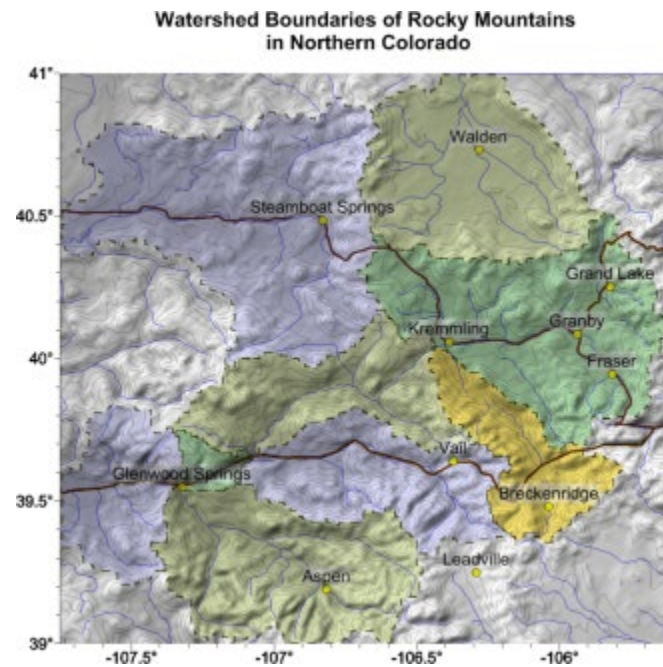 Watershed Boundaries of Rocky Mountains
in Northern Colorado
41°
Walden
40.5°
Steamboat Springs
Grand Lake
Kremmling
Granby
40°
Fraser
Vail
Glenwood Springs
39.5°
Breckenridge
Leadville
Aspen
39°
-107.5°
-107°
-106.5°
-106°